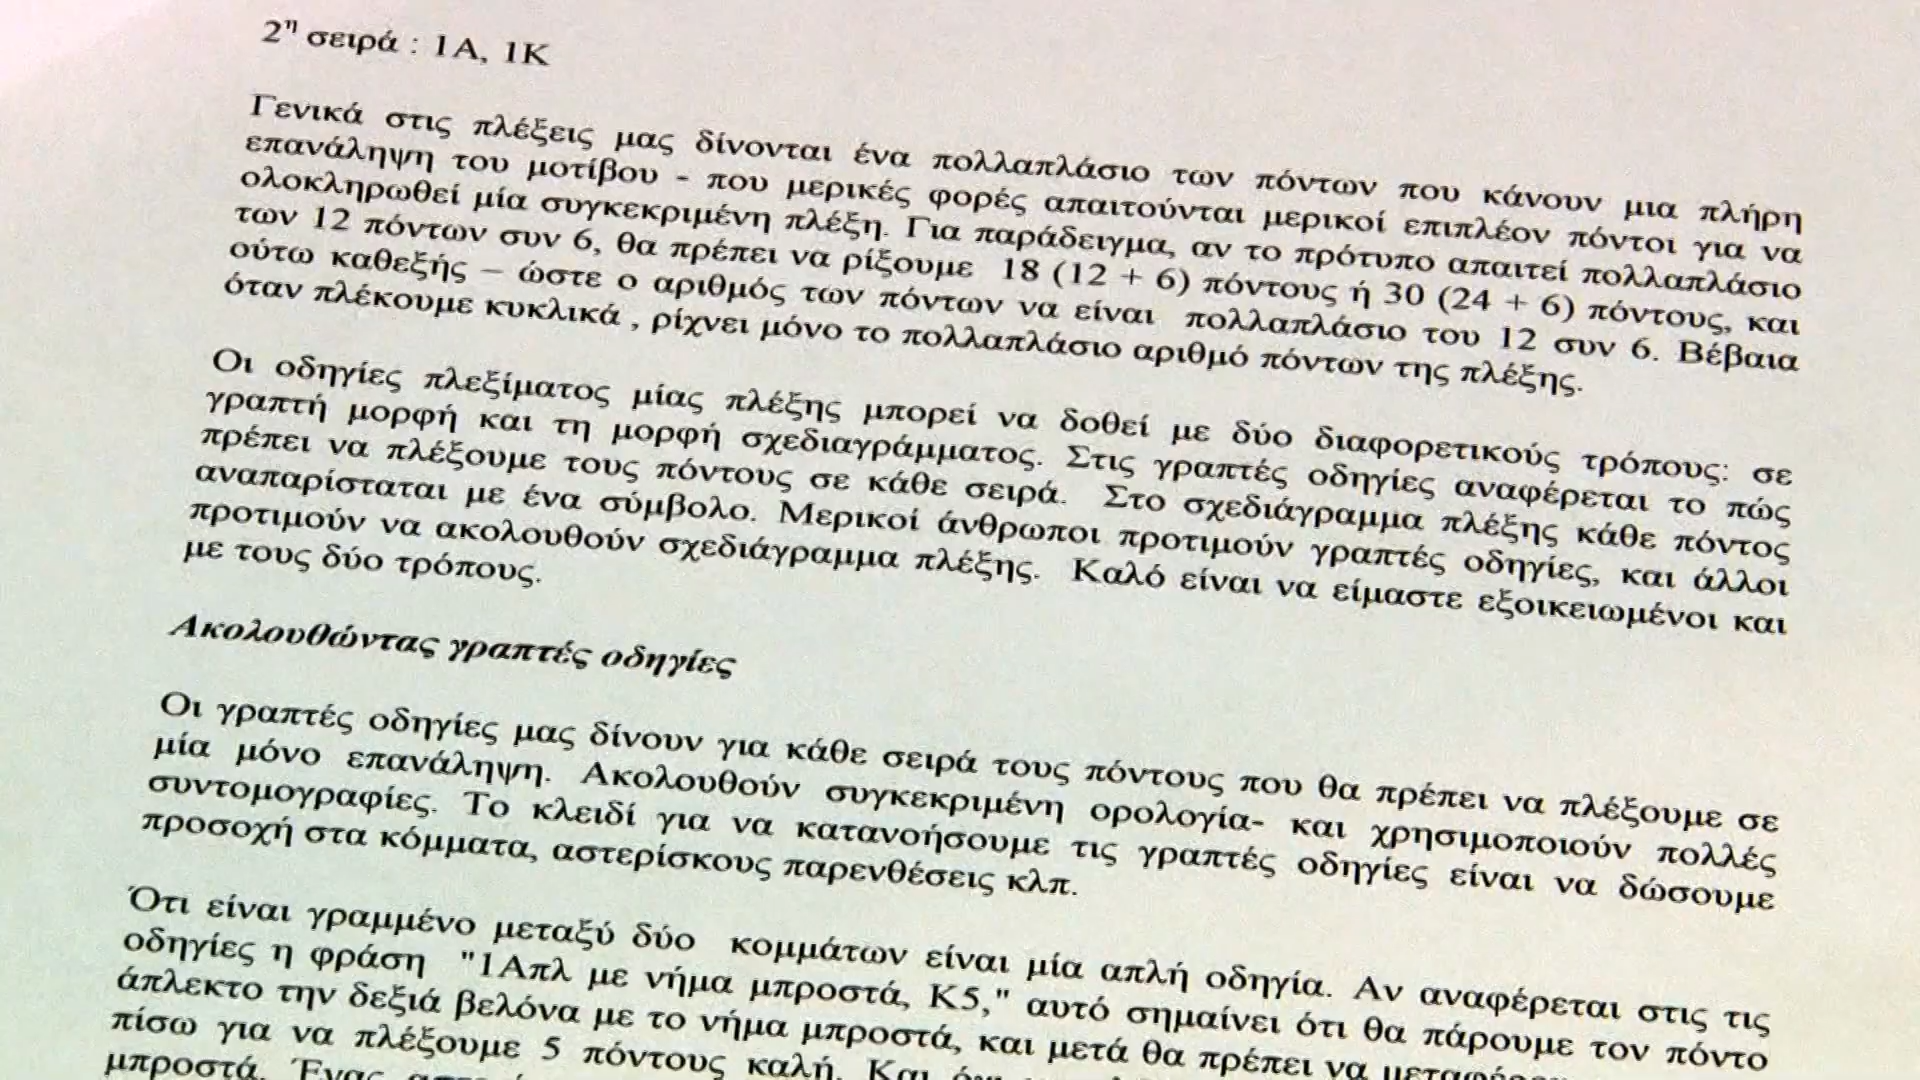 2η σειρά : 1Α, 1Κ
Γενικά στις πλέξεις μας δίνονται ένα πολλαπλάσιο των πόντων που κάνουν μια πλήρη
επανάληψη του μοτίβου - που μερικές φορές απαιτούνται μερικοί επιπλέον πόντοι για να
ολοκληρωθεί μία συγκεκριμένη πλέξη. Για παράδειγμα, αν το πρότυπο απαιτεί πολλαπλάσιο
των 12 πόντων συν 6, θα πρέπει να ρίξουμε 18 (12 + 6) πόντους ή 30 (24 + 6) πόντους, και
ούτω καθεξής – ώστε ο αριθμός των πόντων να είναι πολλαπλάσιο του 12 συν 6. Βέβαια
όταν πλέκουμε κυκλικά , ρίχνει μόνο το πολλαπλάσιο αριθμό πόντων της πλέξης.
Οι οδηγίες πλεξίματος μίας πλέξης μπορεί να δοθεί με δύο διαφορετικούς τρόπους: σε
γραπτή μορφή και τη μορφή σχεδιαγράμματος. Στις γραπτές οδηγίες αναφέρεται το πώς
πρέπει να πλέξουμε τους πόντους σε κάθε σειρά. Στο σχεδιάγραμμα πλέξης κάθε πόντος
αναπαρίσταται με ένα σύμβολο. Μερικοί άνθρωποι προτιμούν γραπτές οδηγίες, και άλλοι
προτιμούν να ακολουθούν σχεδιάγραμμα πλέξης. Καλό είναι να είμαστε εξοικειωμένοι και
με τους δύο τρόπους.
Ακολουθώντας γραπτές οδηγίες
Οι γραπτές οδηγίες μας δίνουν για κάθε σειρά τους πόντους που θα πρέπει να πλέξουμε σε
μία μόνο επανάληψη. Ακολουθούν συγκεκριμένη ορολογία- και χρησιμοποιούν πολλές
συντομογραφίες. Το κλειδί για να κατανοήσουμε τις γραπτές οδηγίες είναι να δώσουμε
προσοχή στα κόμματα, αστερίσκους παρενθέσεις κλπ.
Ότι είναι γραμμένο μεταξύ δύο κομμάτων είναι μία απλή οδηγία. Αν αναφέρεται στις τις
οδηγίες η φράση "1Απλ με νήμα μπροστά, Κ5," αυτό σημαίνει ότι θα πάρουμε τον πόντο
άπλεκτο την δεξιά βελόνα με το νήμα μπροστά, και μετά θα πρέπει να
πίσω για να πλέξουμε 5 πόντους καλή. Και
μπροστά. Ένας